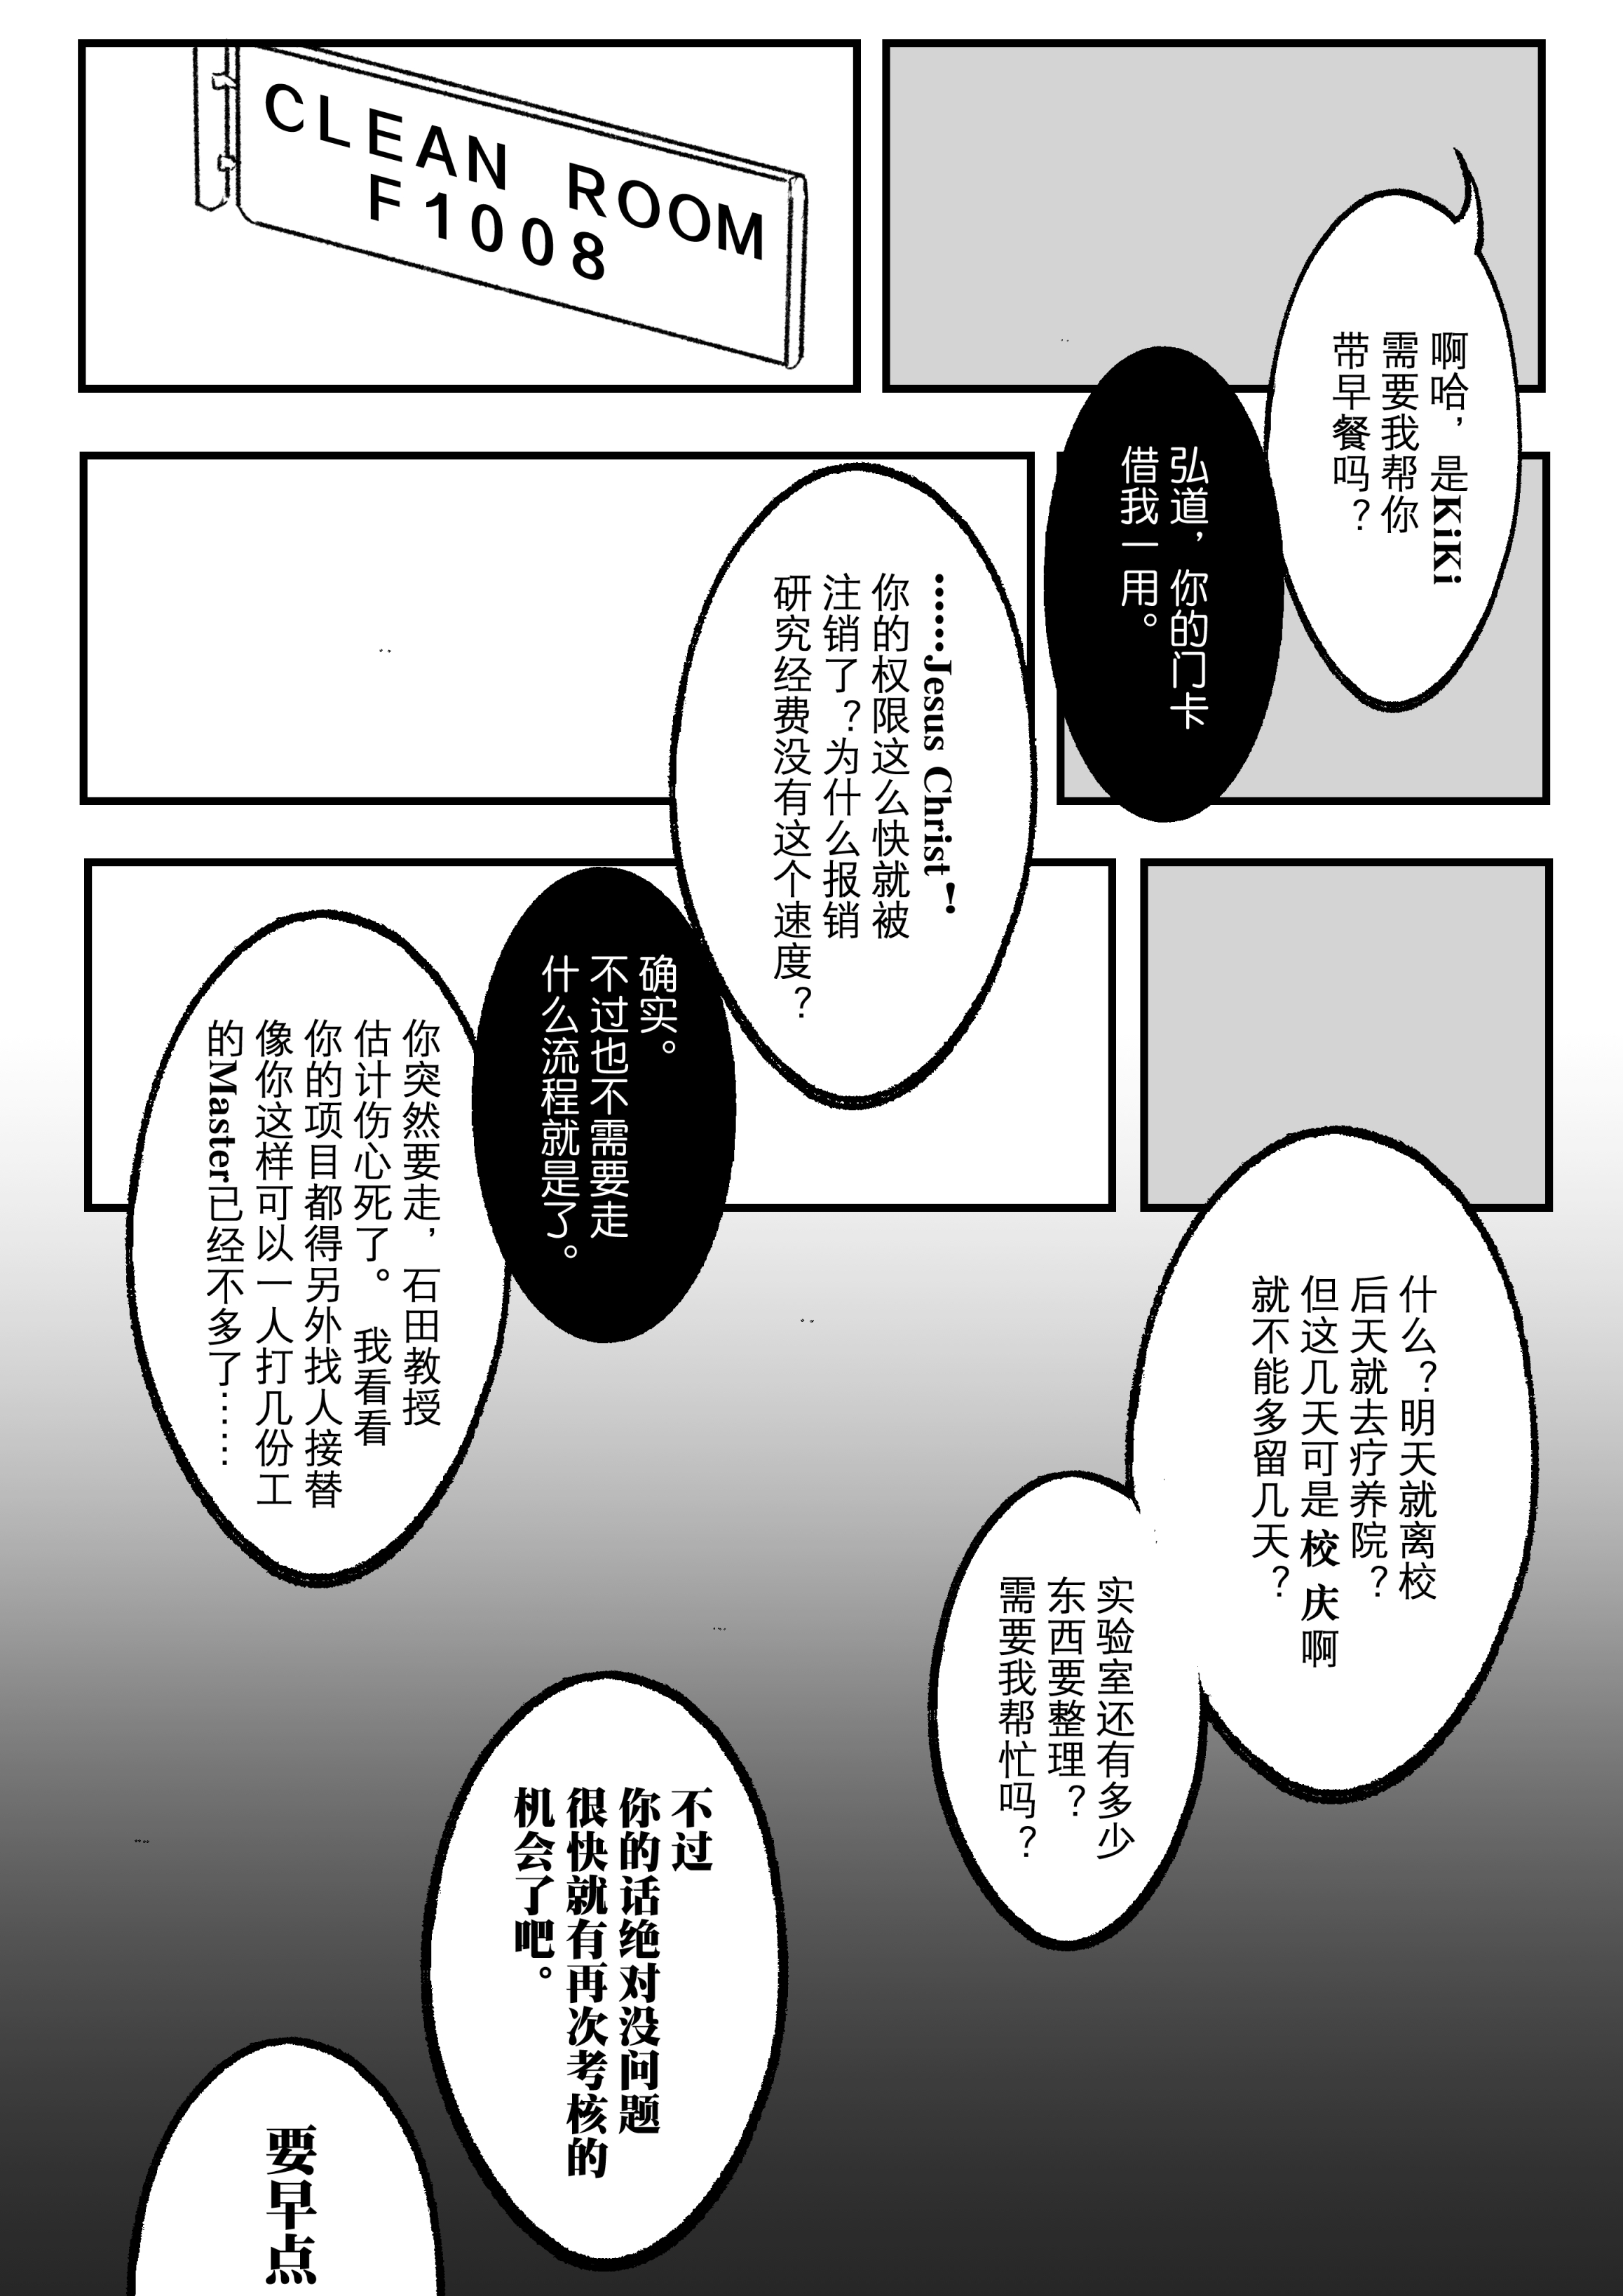 CLEAN ROOM
F1008
啊哈，是KiKi
需要我帮你
带早餐吗？
弘道，你的门卡
借我一用。
……Jesus Christ！
你的权限这么快就被
注销了？为什么报销
研究经费没有这个速度？
确实。
不过也不需要走
什么流程就是了。
你突然要走，石田教授
估计伤心死了。我看看
你的项目都得另外找人接替
像你这样可以一人打几份工
的Master已经不多了……
什么？明天就离校
后天就去疗养院？
但这几天可是校庆啊
就不能多留几天？
实验室还有多少
东西要整理？
需要我帮忙吗？
不过
你的话绝对没问题
很快就有再次考核的
机会了吧。
要早点